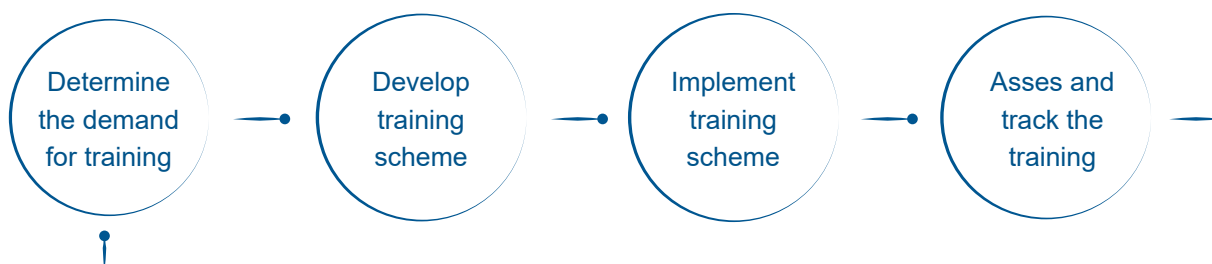 Determine
the demand
for training
Develop
training
scheme
Implement
training
scheme
Asses and
track the
training